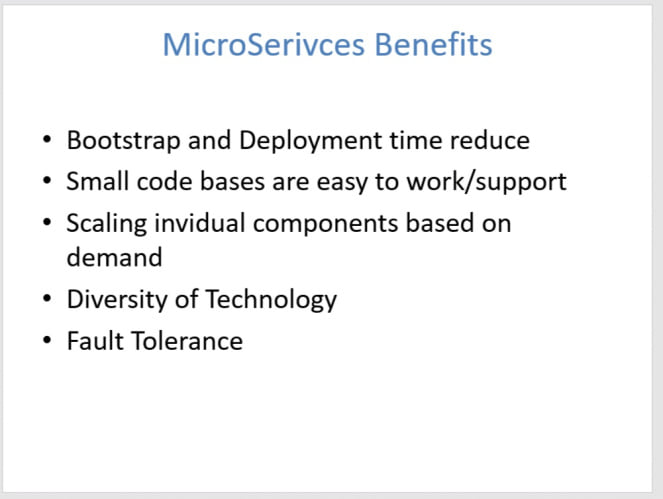 MicroSerivces Benefits
• Bootstrap and Deployment time reduce
• Small code bases are easy to work/support
• Scaling invidual components based on
demand
• Diversity of Technology
• Fault Tolerance